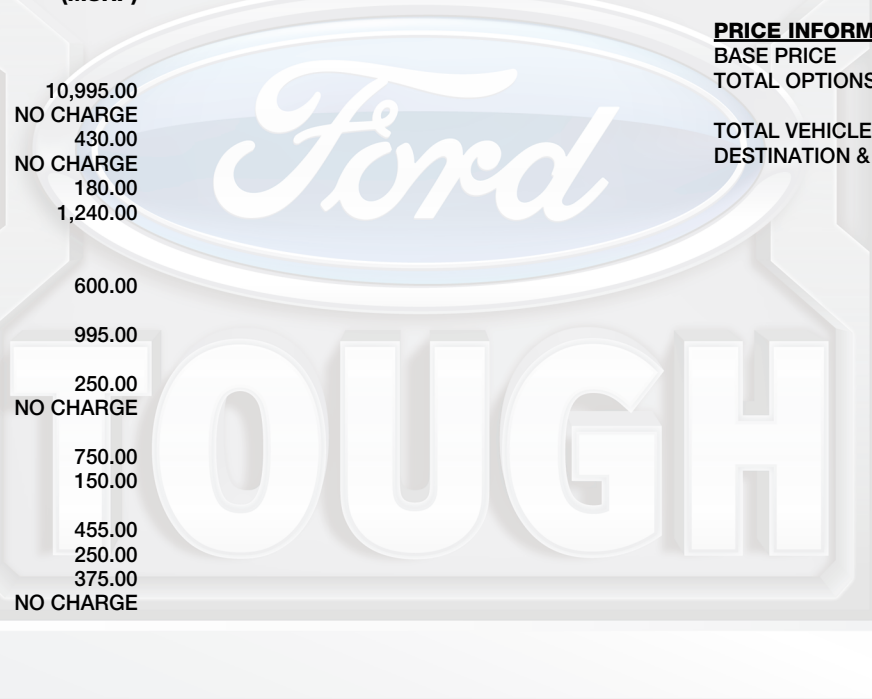 (MSRP)
10,995.00
NO CHARGE
430.00
NO CHARGE
180.00
1,240.00
600.00
995.00
250.00
NO CHARGE
750.00
150.00
455.00
250.00
375.00
NO CHARGE
PRICE INFORM
BASE PRICE
TOTAL OPTIONS
TOTAL VEHICLE
DESTINATION &
Ford
TOUGH